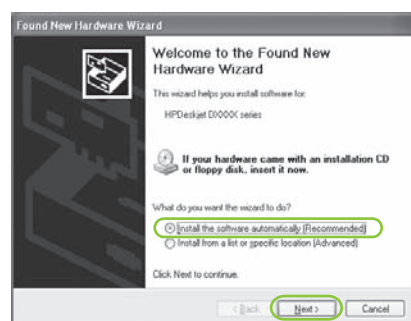 Found New Hardware Wizard
Welcome to the Found New
Hardware Wizard
This wizard helps you install software for:
HPDeskjet DXXXX series
If your hardware came with an installation CD
or floppy disk, insert it now.
What do you want the wizard to do?
Install the software automatically (Recommended)
Install from a list or specific location (Advanced)
Click Next to continue.
< Back Next > Cancel